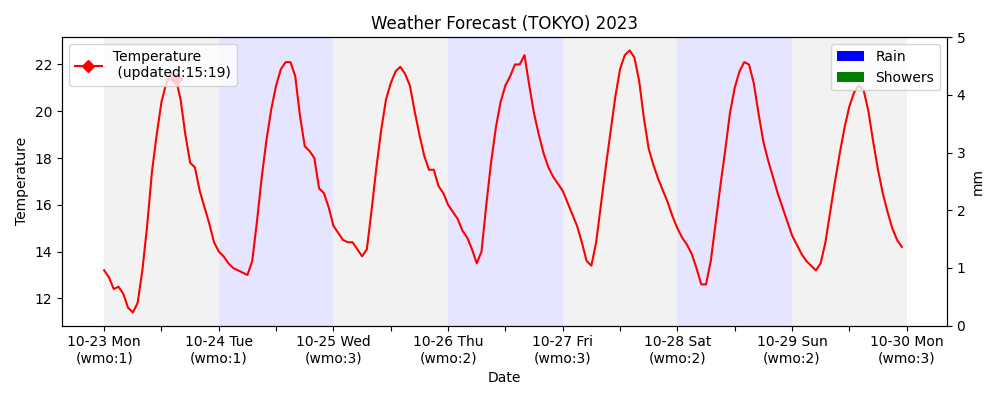 Weather Forecast (TOKYO) 2023
Temperature
(updated:15:19)
Rain
Showers
22
20
18
16
14
12
Temperature
5
4
3
2
1
0
mm
10-23 Mon
(wmo:1)
10-24 Tue
(wmo:1)
10-25 Wed
(wmo:3)
10-26 Thu
(wmo:2)
10-27 Fri
(wmo:3)
10-28 Sat
(wmo:2)
10-29 Sun
(wmo:2)
10-30 Mon
(wmo:3)
Date